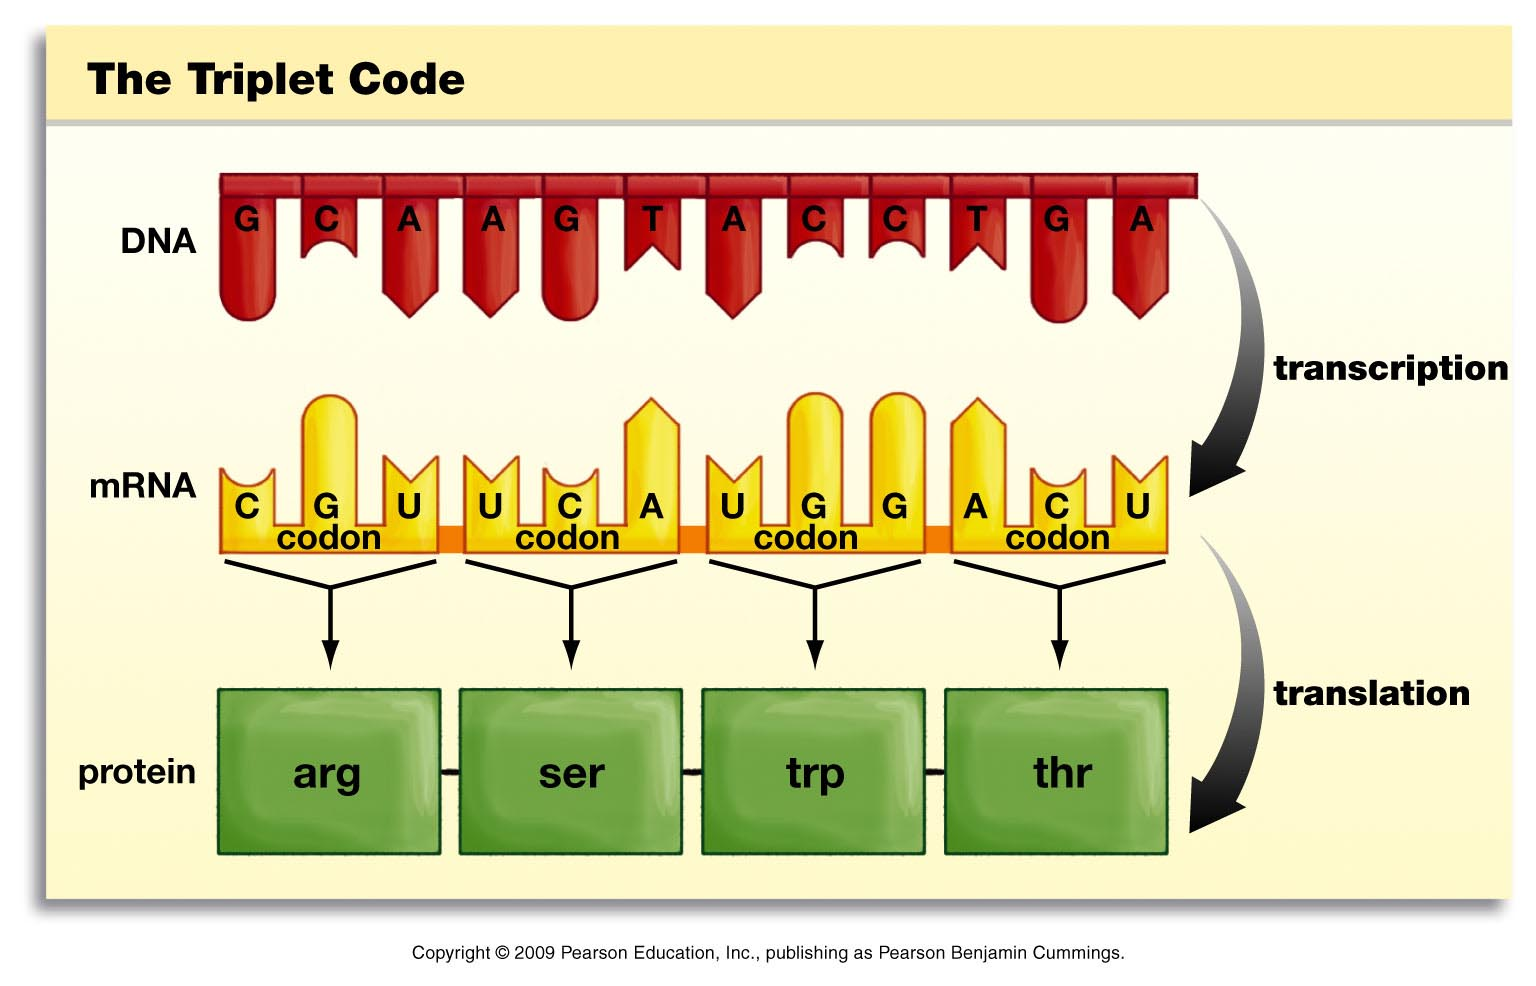 The Triplet Code
DNA G C A A G T A C C T G A
transcription
mRNA C G U U C A U G G A C U
codon codon codon codon
translation
protein arg ser trp thr
Copyright © 2009 Pearson Education, Inc., publishing as Pearson Benjamin Cummings.